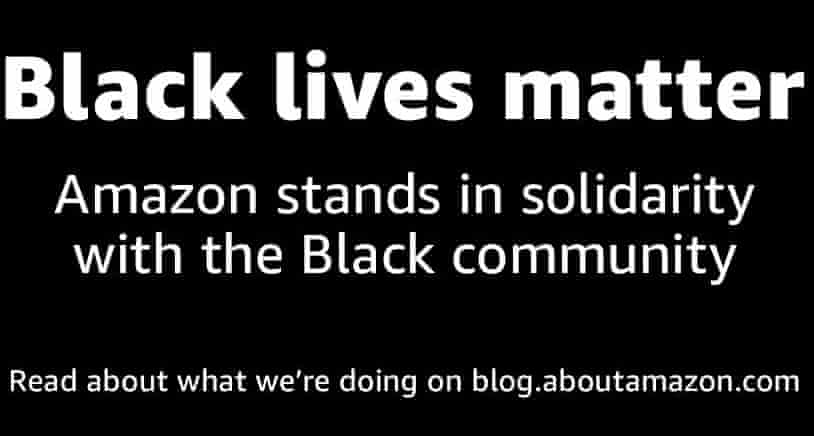 Black lives matter
Amazon stands in solidarity
with the Black community
Read about what we’re doing on blog.aboutamazon.com